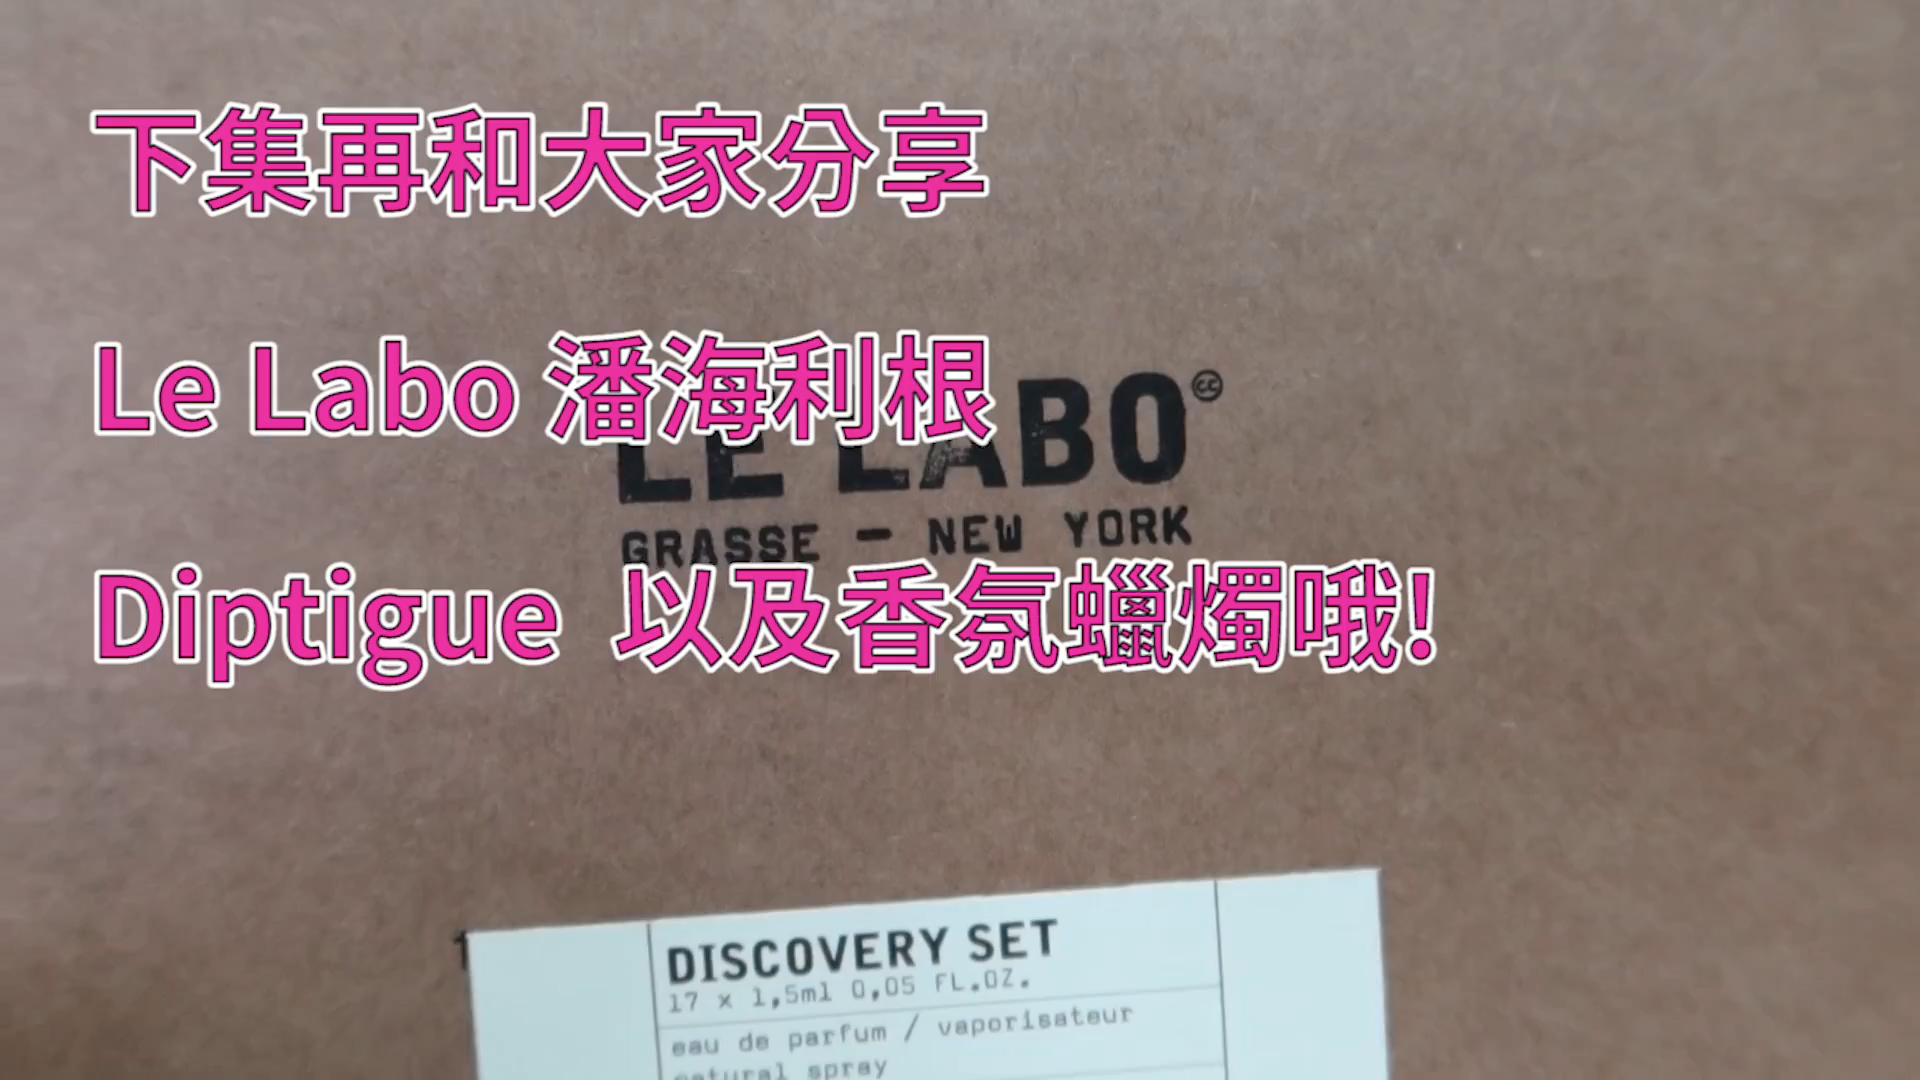 下集再和大家分享
Le Labo 潘海利根
LE LABO
GRASSE - NEW YORK
Diptigue 以及香氛蠟燭哦!
DISCOVERY SET
17 x 1,5ml 0,05 FL.OZ.
eau de parfum / vaporisateur
natural spray